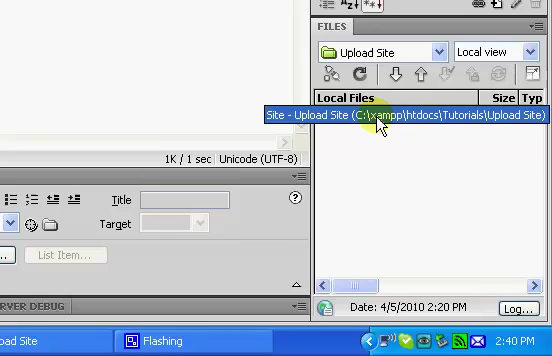 FILES
Upload Site
Local view
Local Files
Size
Typ
Site - Upload Site (C:\xampp\htdocs\Tutorials\Upload Site)
1K / 1 sec
Unicode (UTF-8)
Title
Target
List Item...
RVER DEBUG
Date: 4/5/2010 2:20 PM
Log...
oad Site
Flashing
2:40 PM